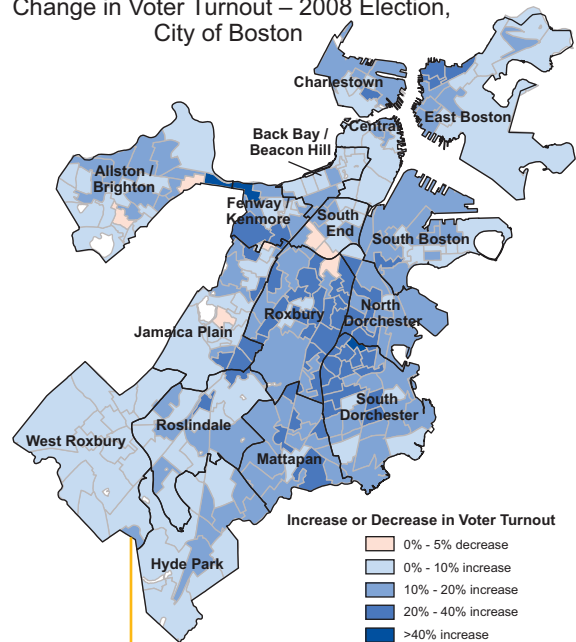 Change in Voter Turnout – 2008 Election,
City of Boston
Charlestown
East Boston
Central
Back Bay /
Beacon Hill
Allston /
Brighton
Fenway /
Kenmore
South
End
South Boston
Roxbury
North
Dorchester
Jamaica Plain
South
Dorchester
Roslindale
West Roxbury
Mattapan
Hyde Park
Increase or Decrease in Voter Turnout
0% - 5% decrease
0% - 10% increase
10% - 20% increase
20% - 40% increase
>40% increase